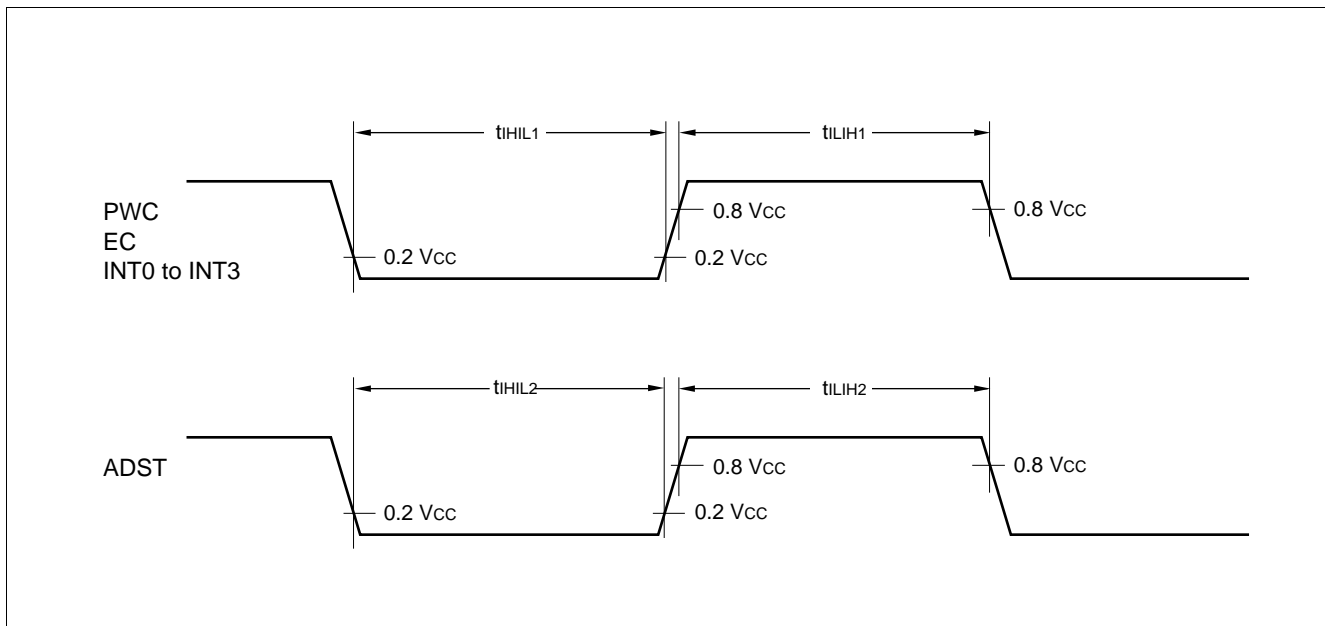 tIHIL1
tILIH1
PWC
EC
INT0 to INT3
0.8 VCC
0.8 VCC
0.2 VCC
0.2 VCC
tIHIL2
tILIH2
ADST
0.8 VCC
0.8 VCC
0.2 VCC
0.2 VCC